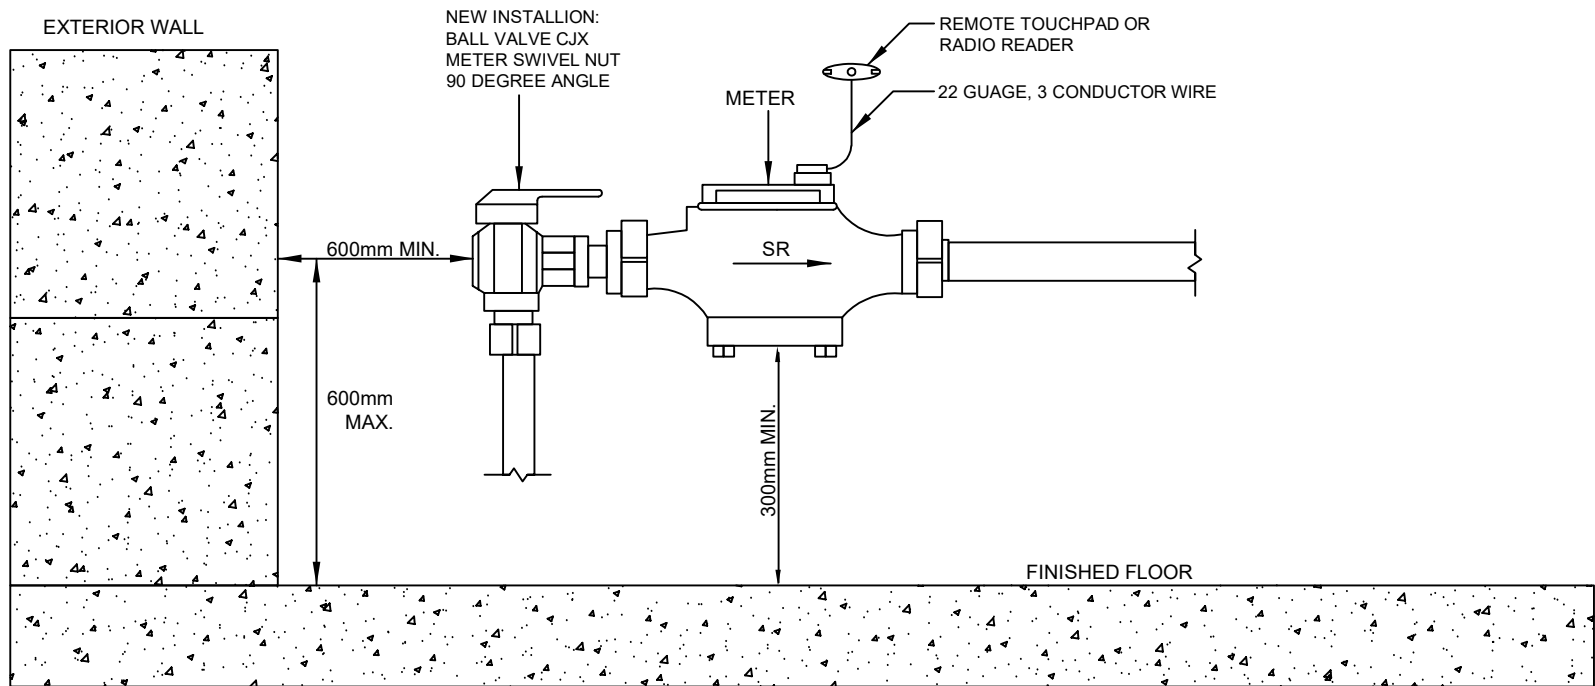 EXTERIOR WALL
NEW INSTALLION:
BALL VALVE CJX
METER SWIVEL NUT
90 DEGREE ANGLE
REMOTE TOUCHPAD OR
RADIO READER
METER
22 GUAGE, 3 CONDUCTOR WIRE
600mm MIN.
SR
600mm
MAX.
300mm MIN.
FINISHED FLOOR